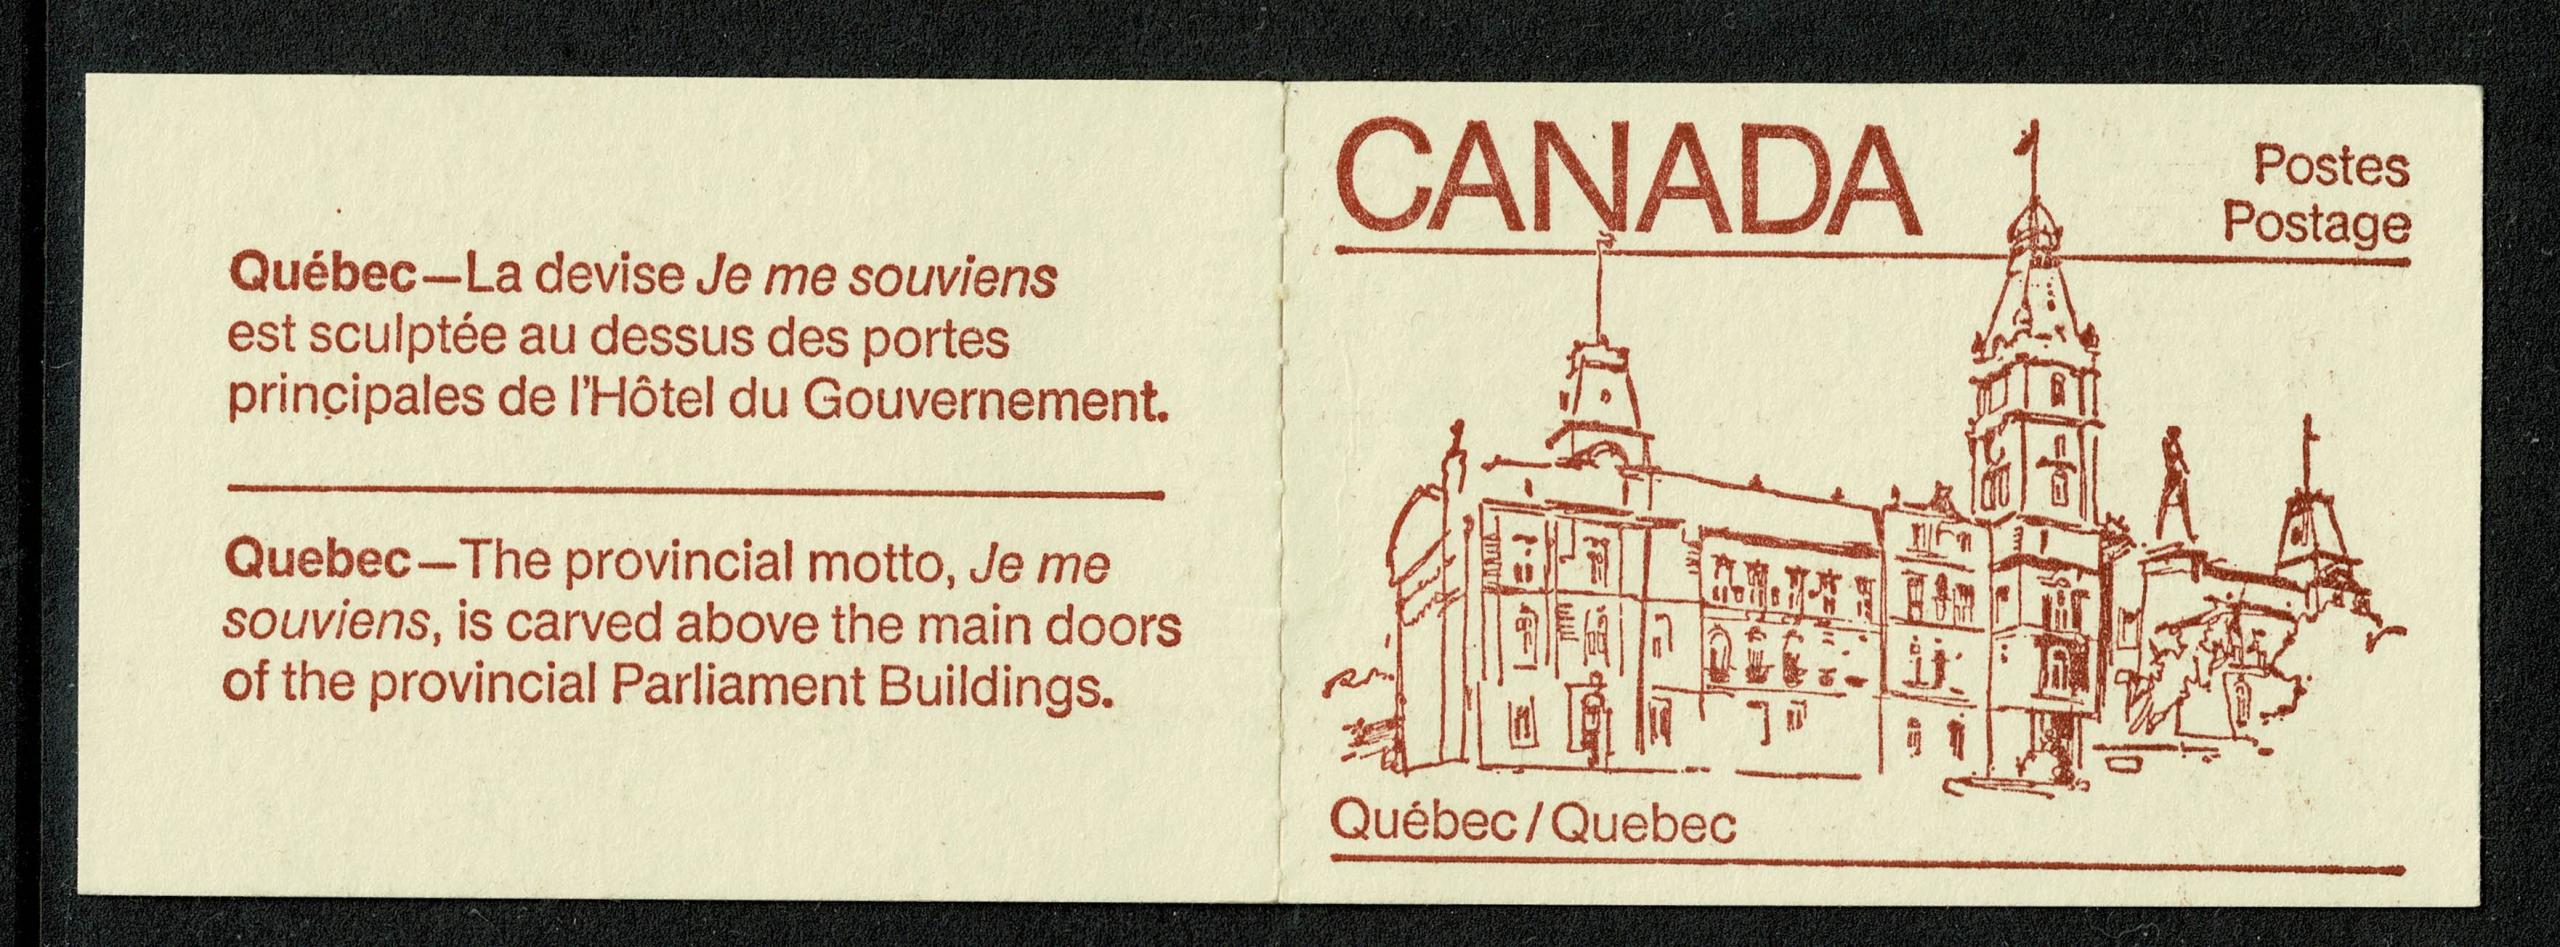 Québec—La devise Je me souviens
est sculptée au dessus des portes
principales de l'Hôtel du Gouvernement.
Quebec—The provincial motto, Je me
souviens, is carved above the main doors
of the provincial Parliament Buildings.
CANADA
Postes
Postage
Québec/Quebec